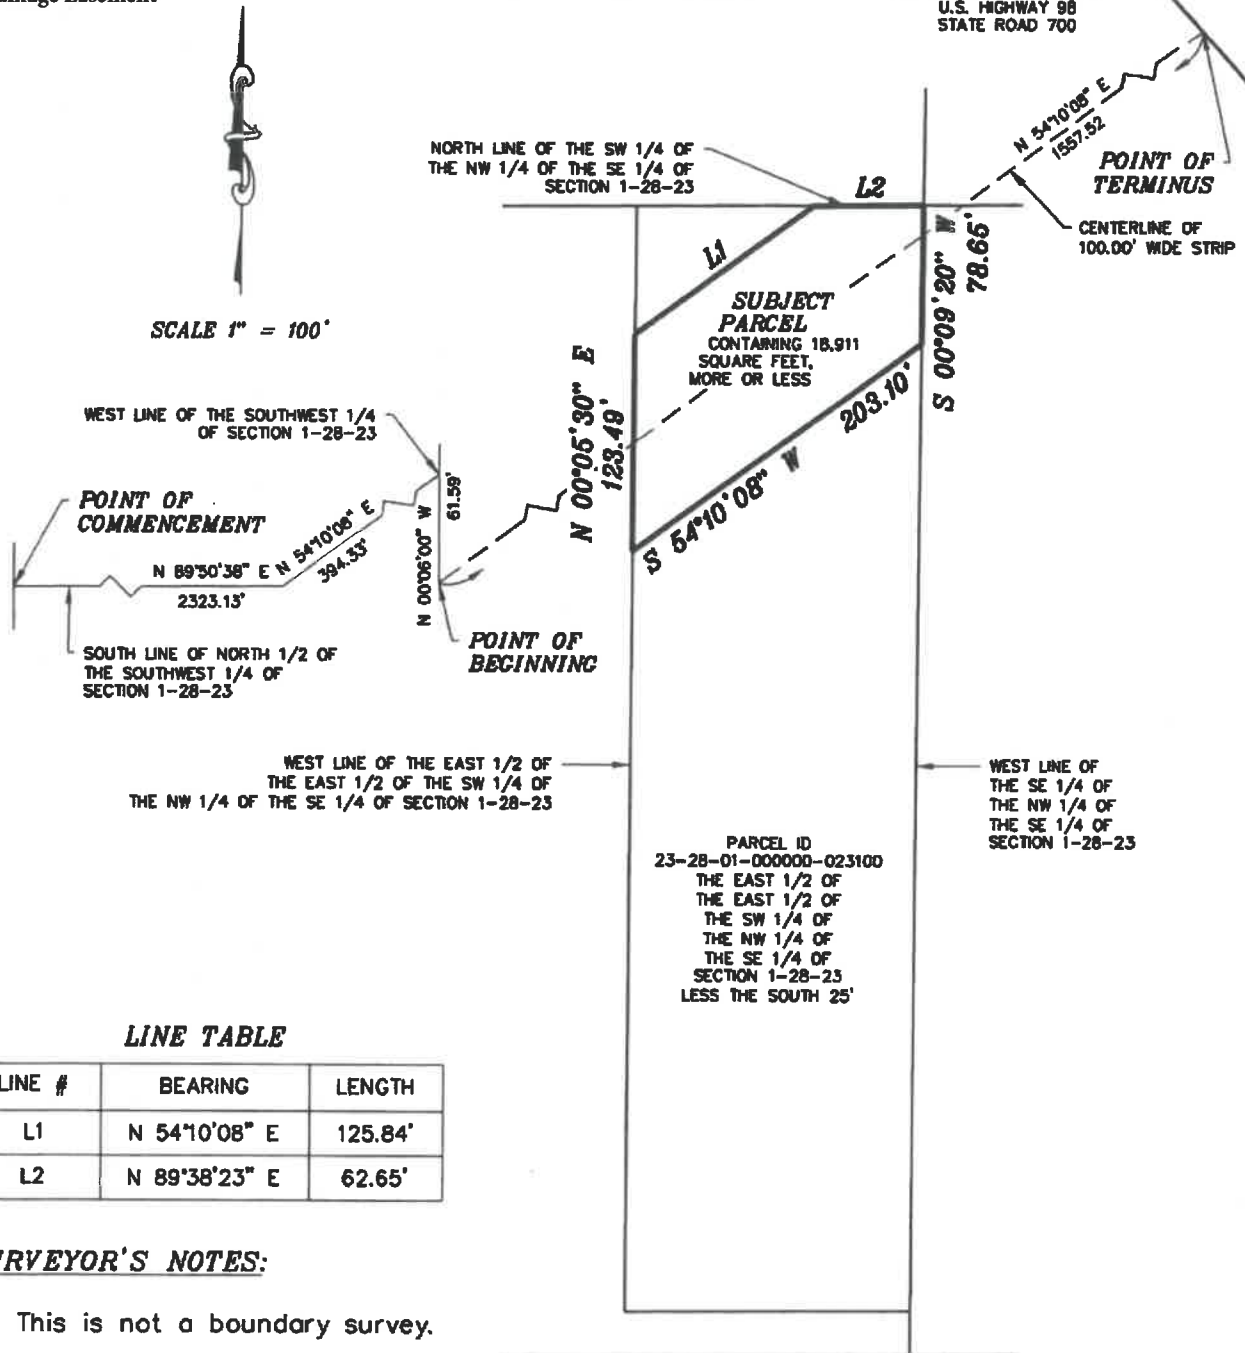 U.S. HIGHWAY 98
STATE ROAD 700
N 54°10'08" E
1557.52
POINT OF
TERMINUS
NORTH LINE OF THE SW 1/4 OF
THE NW 1/4 OF THE SE 1/4 OF
SECTION 1-28-23
L2
CENTERLINE OF
100.00' WIDE STRIP
L1
S 00°09'20" W
78.65'
SUBJECT
PARCEL
CONTAINING 18,911
SQUARE FEET,
MORE OR LESS
SCALE 1" = 100'
N 00°05'30" E
123.49'
203.10'
S 54°10'08" W
WEST LINE OF THE SOUTHWEST 1/4
OF SECTION 1-28-23
POINT OF
COMMENCEMENT
N 89°50'38" E
2323.13'
N 54°10'08" E
394.33'
N 00°06'00" W
61.59'
POINT OF
BEGINNING
SOUTH LINE OF NORTH 1/2 OF
THE SOUTHWEST 1/4 OF
SECTION 1-28-23
WEST LINE OF THE EAST 1/2 OF
THE EAST 1/2 OF THE SW 1/4 OF
THE NW 1/4 OF THE SE 1/4 OF SECTION 1-28-23
WEST LINE OF
THE SE 1/4 OF
THE NW 1/4 OF
THE SE 1/4 OF
SECTION 1-28-23
PARCEL ID
23-28-01-000000-023100
THE EAST 1/2 OF
THE EAST 1/2 OF
THE SW 1/4 OF
THE NW 1/4 OF
THE SE 1/4 OF
SECTION 1-28-23
LESS THE SOUTH 25'
LINE TABLE
LINE # BEARING LENGTH
L1 N 54°10'08" E 125.84'
L2 N 89°38'23" E 62.65'
RVEYOR'S NOTES:
This is not a boundary survey.